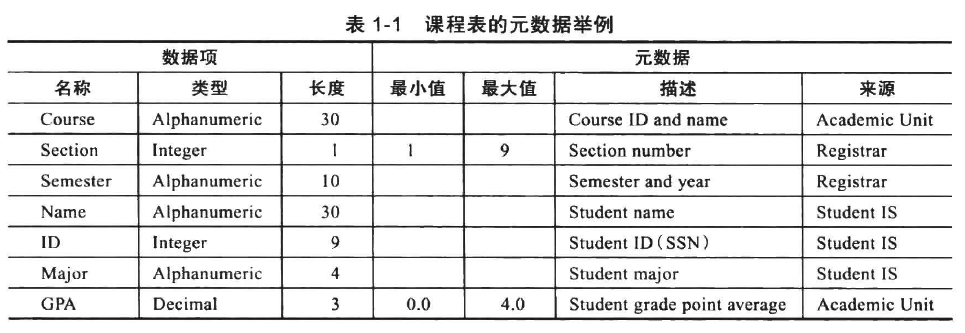 表 1-1 课程表的元数据举例
数据项 元数据
名称 类型 长度 最小值 最大值 描述 来源
Course Alphanumeric 30 Course ID and name Academic Unit
Section Integer 1 1 9 Section number Registrar
Semester Alphanumeric 10 Semester and year Registrar
Name Alphanumeric 30 Student name Student IS
ID Integer 9 Student ID（SSN） Student IS
Major Alphanumeric 4 Student major Student IS
GPA Decimal 3 0.0 4.0 Student grade point average Academic Unit